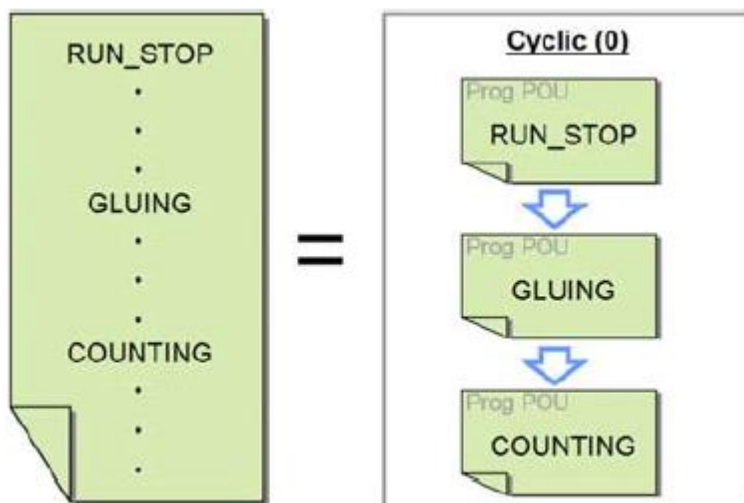 RUN_STOP
GLUING
COUNTING
=
Cyclic (0)
Prog POU
RUN_STOP
Prog POU
GLUING
Prog POU
COUNTING